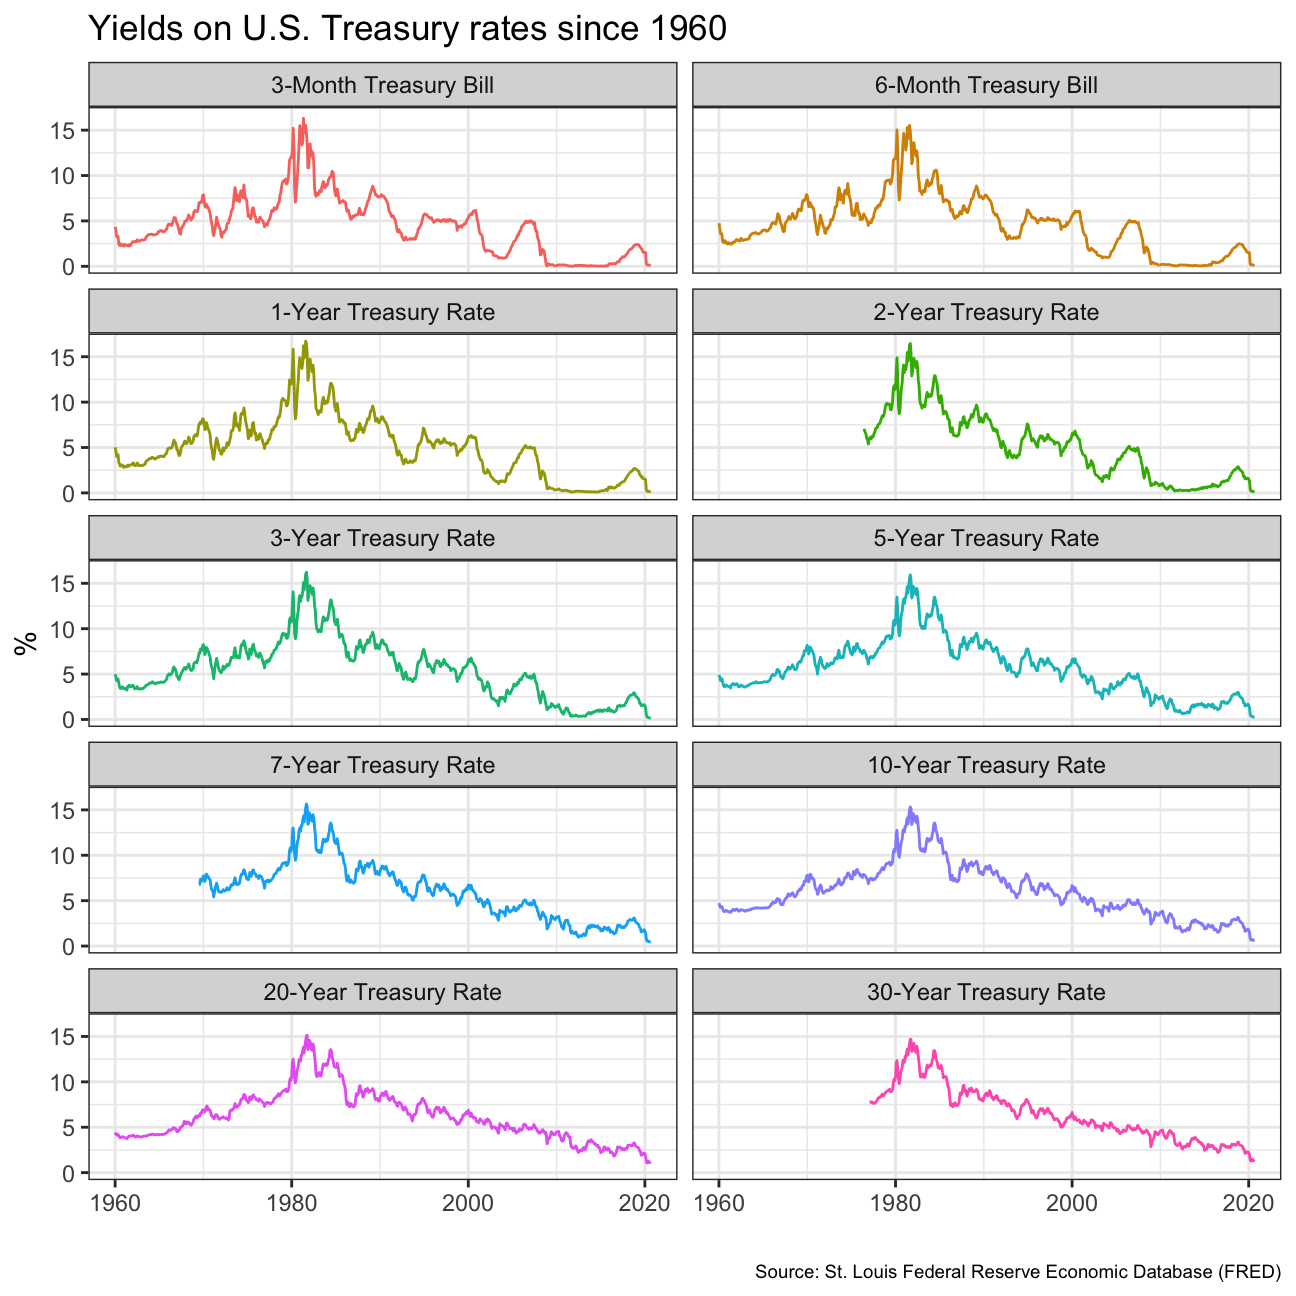 Yields on U.S. Treasury rates since 1960
3-Month Treasury Bill
6-Month Treasury Bill
15
10
5
0
1-Year Treasury Rate
2-Year Treasury Rate
15
10
5
0
3-Year Treasury Rate
5-Year Treasury Rate
15
10
5
0
%
7-Year Treasury Rate
10-Year Treasury Rate
15
10
5
0
20-Year Treasury Rate
30-Year Treasury Rate
15
10
5
0
1960 1980 2000 2020
1960 1980 2000 2020
Source: St. Louis Federal Reserve Economic Database (FRED)